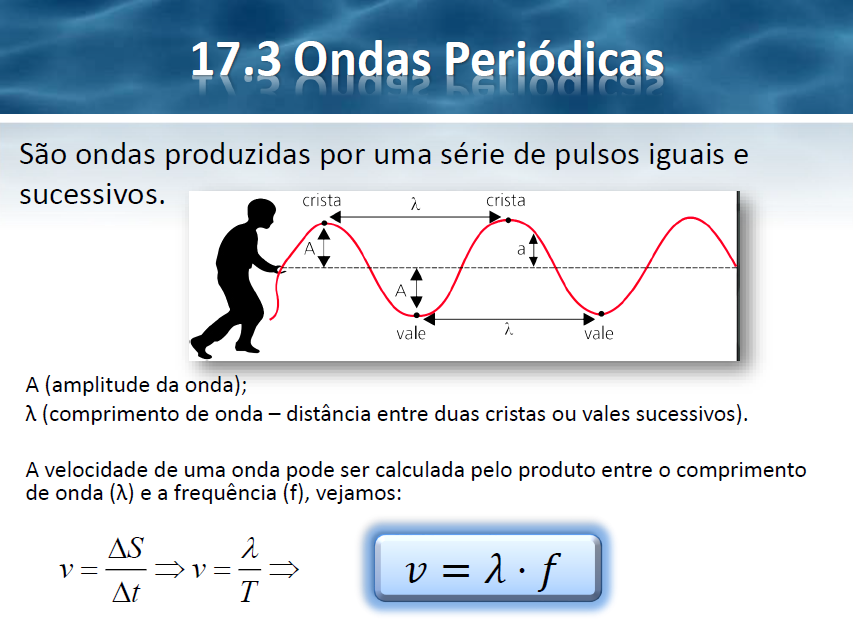 17.3 Ondas Periódicas
São ondas produzidas por uma série de pulsos iguais e
sucessivos.
crista λ crista
A a
A
vale λ vale
A (amplitude da onda);
λ (comprimento de onda – distância entre duas cristas ou vales sucessivos).
A velocidade de uma onda pode ser calculada pelo produto entre o comprimento
de onda (λ) e a frequência (f), vejamos:
v = ΔS/Δt ⇒ v = λ/T ⇒ v = λ · f